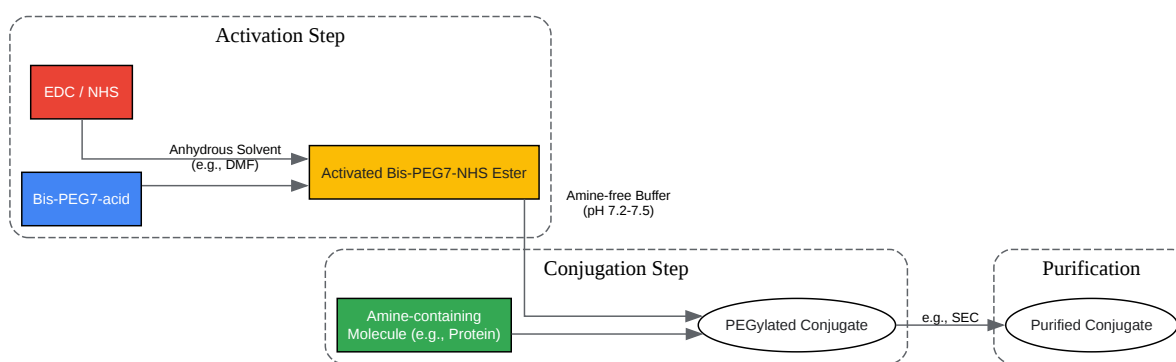 Activation Step
EDC / NHS
Anhydrous Solvent
(e.g., DMF)
Activated Bis-PEG7-NHS Ester
Bis-PEG7-acid
Amine-free Buffer
(pH 7.2-7.5)
Conjugation Step
Purification
Amine-containing
Molecule (e.g., Protein)
PEGylated Conjugate
e.g., SEC
Purified Conjugate